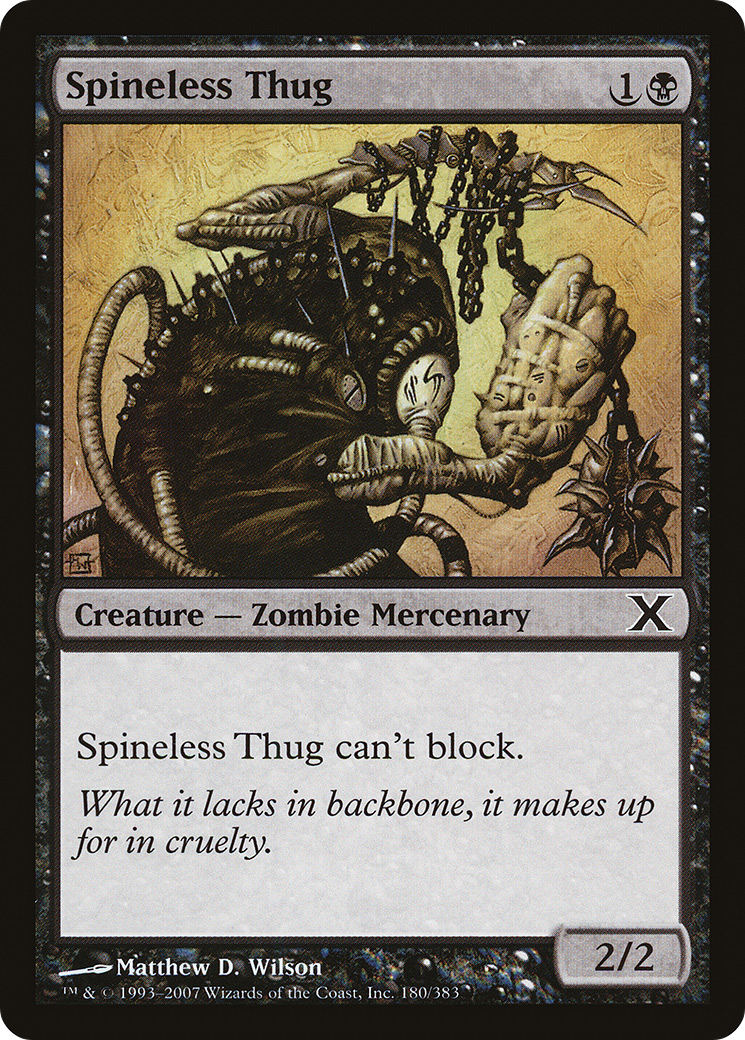 Spineless Thug 1
Creature — Zombie Mercenary X
Spineless Thug can't block.
What it lacks in backbone, it makes up
for in cruelty.
2/2
Matthew D. Wilson
™ & © 1993–2007 Wizards of the Coast, Inc. 180/383